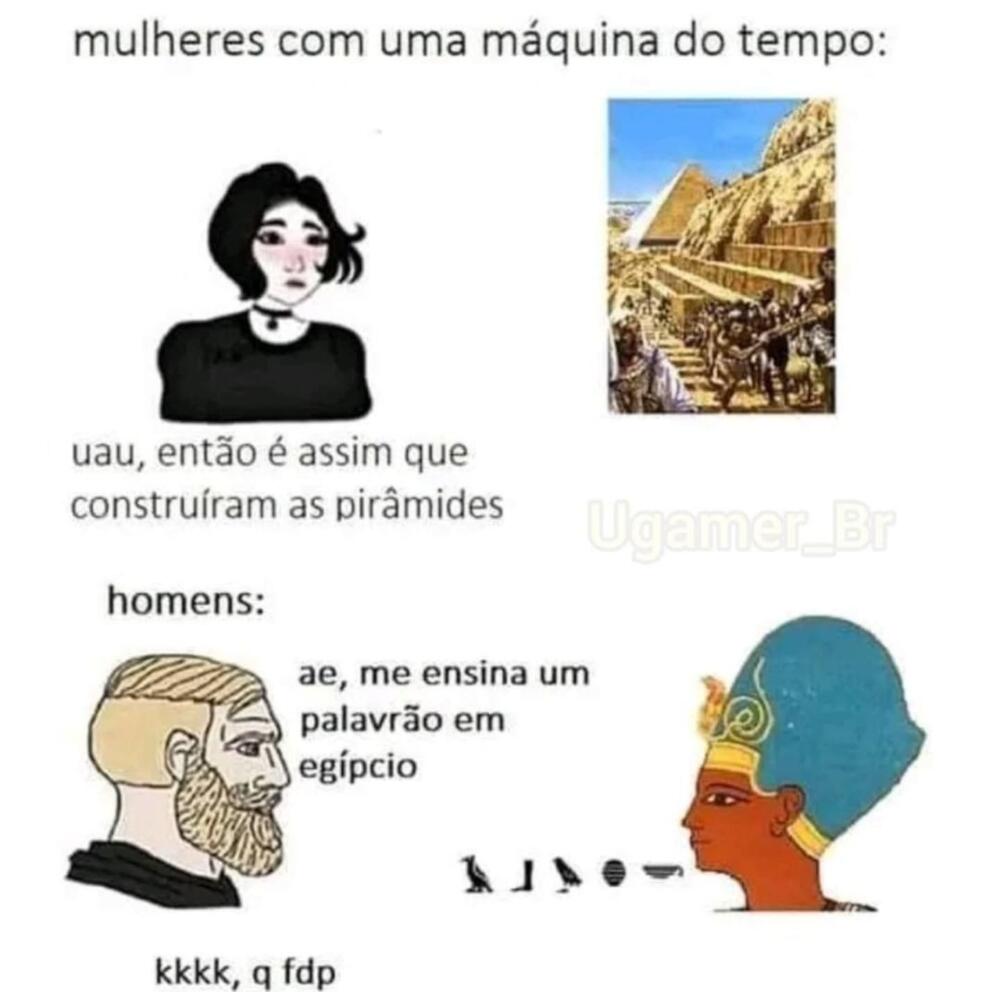 mulheres com uma máquina do tempo:
uau, então é assim que
construíram as pirâmides
Ugamer_Br
homens:
ae, me ensina um
palavrão em
egípcio
kkkk, q fdp